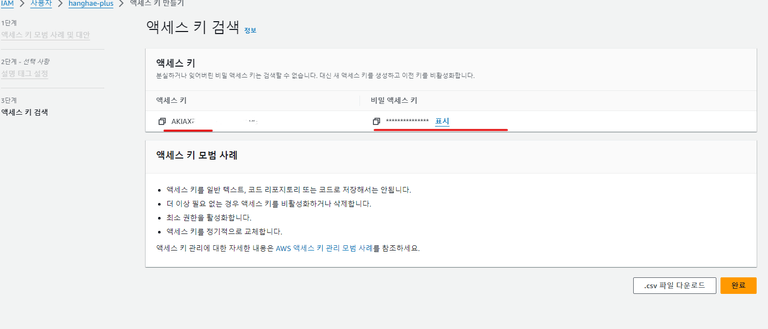 IAM > 사용자 > hanghae-plus > 액세스 키 만들기
1단계
액세스 키 모범 사례 및 대안
2단계 - 선택 사항
설명 태그 설정
3단계
액세스 키 검색
액세스 키 검색 정보
액세스 키
분실하거나 잊어버린 비밀 액세스 키는 검색할 수 없습니다. 대신 새 액세스 키를 생성하고 이전 키를 비활성화합니다.
액세스 키 비밀 액세스 키
AKIAX *************** 표시
액세스 키 모범 사례
• 액세스 키를 일반 텍스트, 코드 리포지토리 또는 코드로 저장해서는 안됩니다.
• 더 이상 필요 없는 경우 액세스 키를 비활성화하거나 삭제합니다.
• 최소 권한을 활성화합니다.
• 액세스 키를 정기적으로 교체합니다.
액세스 키 관리에 대한 자세한 내용은 AWS 액세스 키 관리 모범 사례를 참조하세요.
.csv 파일 다운로드 완료